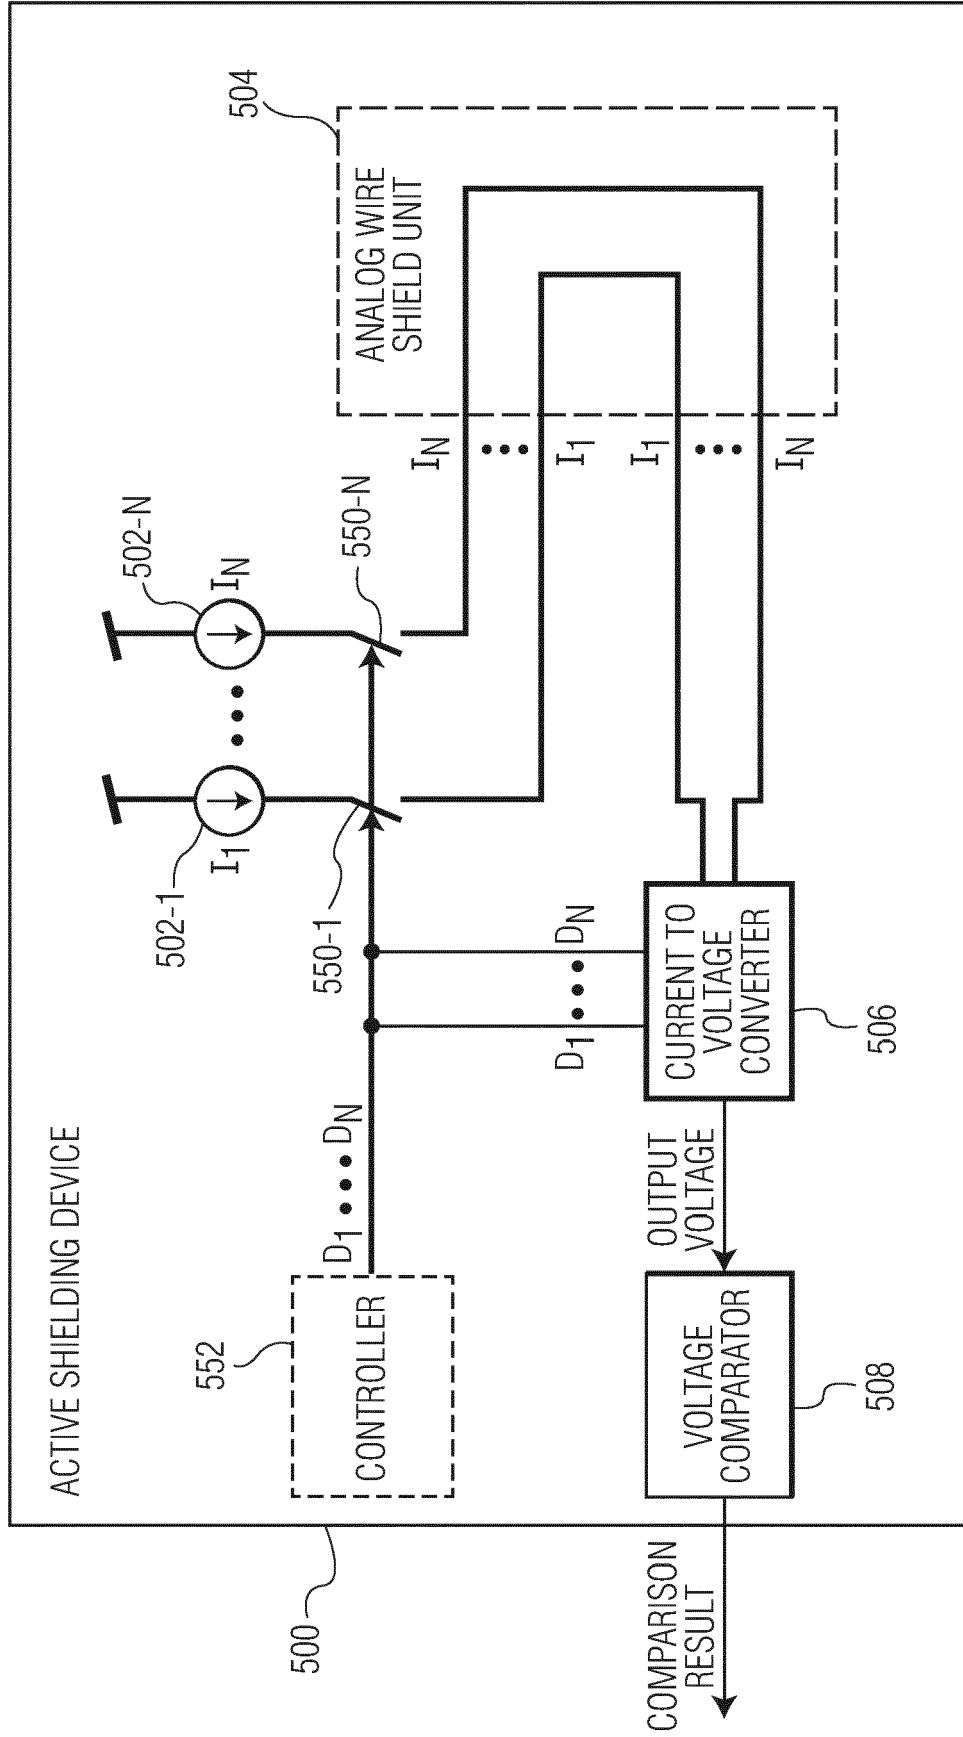 ACTIVE SHIELDING DEVICE
500
552
CONTROLLER
D1 ••• DN
502-1
I1
•••
502-N
IN
550-1
550-N
504
ANALOG WIRE
SHIELD UNIT
IN
•••
I1
I1
•••
IN
D1 ••• DN
CURRENT TO
VOLTAGE
CONVERTER
506
OUTPUT
VOLTAGE
VOLTAGE
COMPARATOR
508
COMPARISON
RESULT